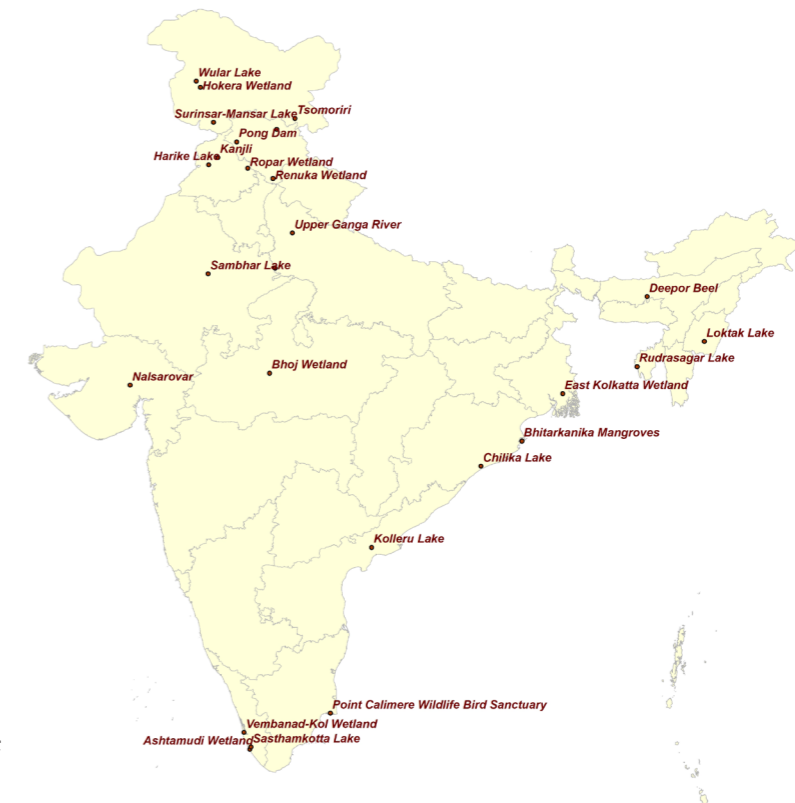 Wular Lake
Hokera Wetland
Surinsar-Mansar Lake
Tsomoriri
Pong Dam
Kanjli
Harike Lake
Ropar Wetland
Renuka Wetland
Upper Ganga River
Sambhar Lake
Deepor Beel
Loktak Lake
Rudrasagar Lake
Bhoj Wetland
Nalsarovar
East Kolkatta Wetland
Bhitarkanika Mangroves
Chilika Lake
Kolleru Lake
Point Calimere Wildlife Bird Sanctuary
Vembanad-Kol Wetland
Ashtamudi Wetland
Sasthamkotta Lake